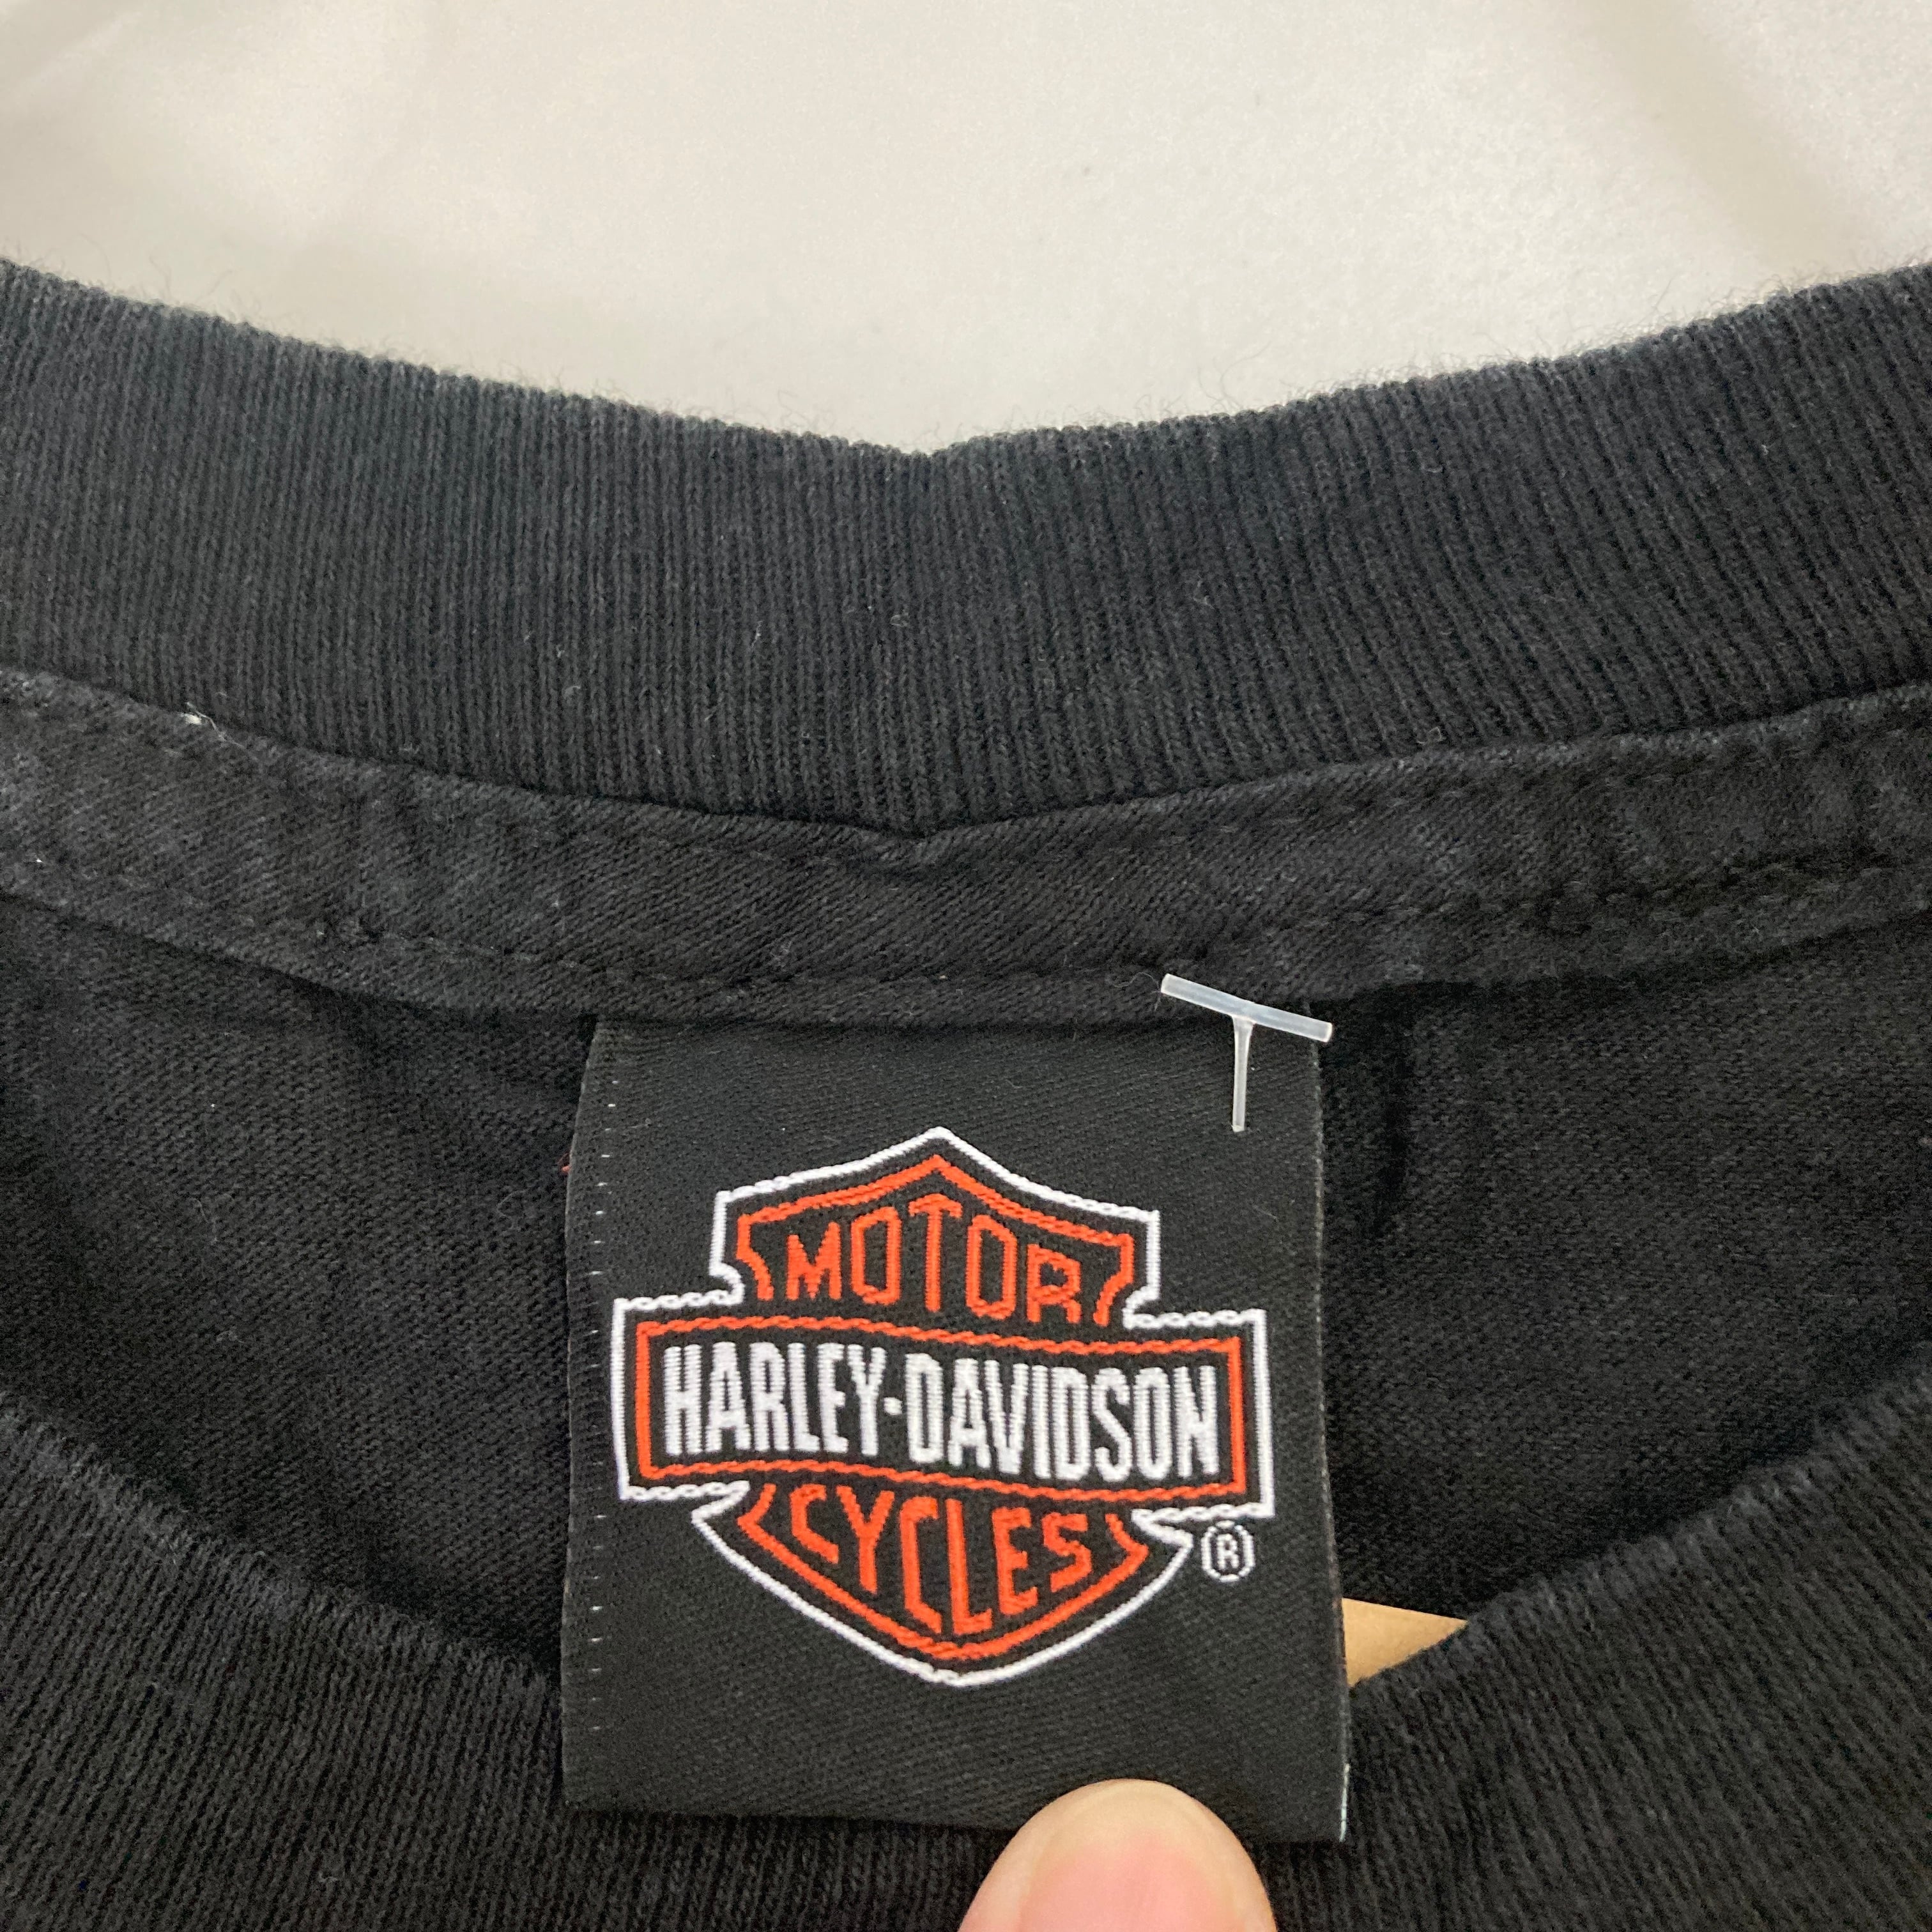 MOTOR
HARLEY-DAVIDSON
CYCLES
®